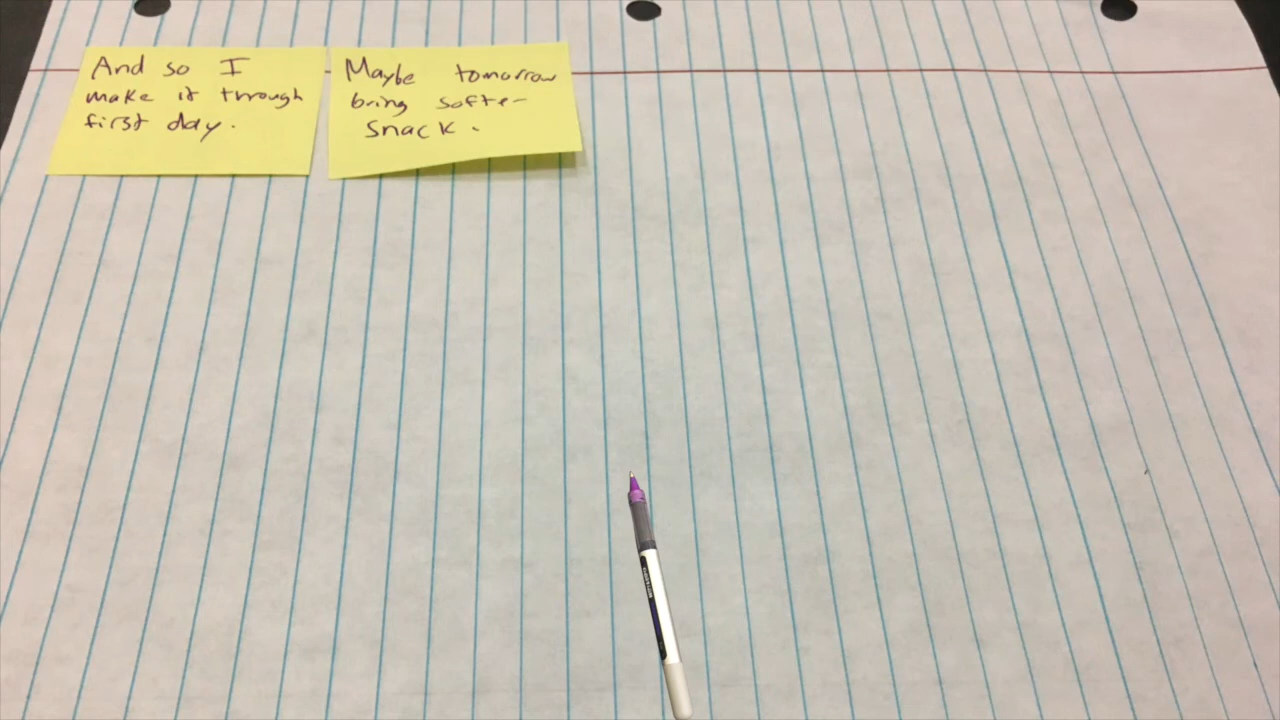 And so I
make it through
first day.
Maybe tomorrow
bring softer
snack.